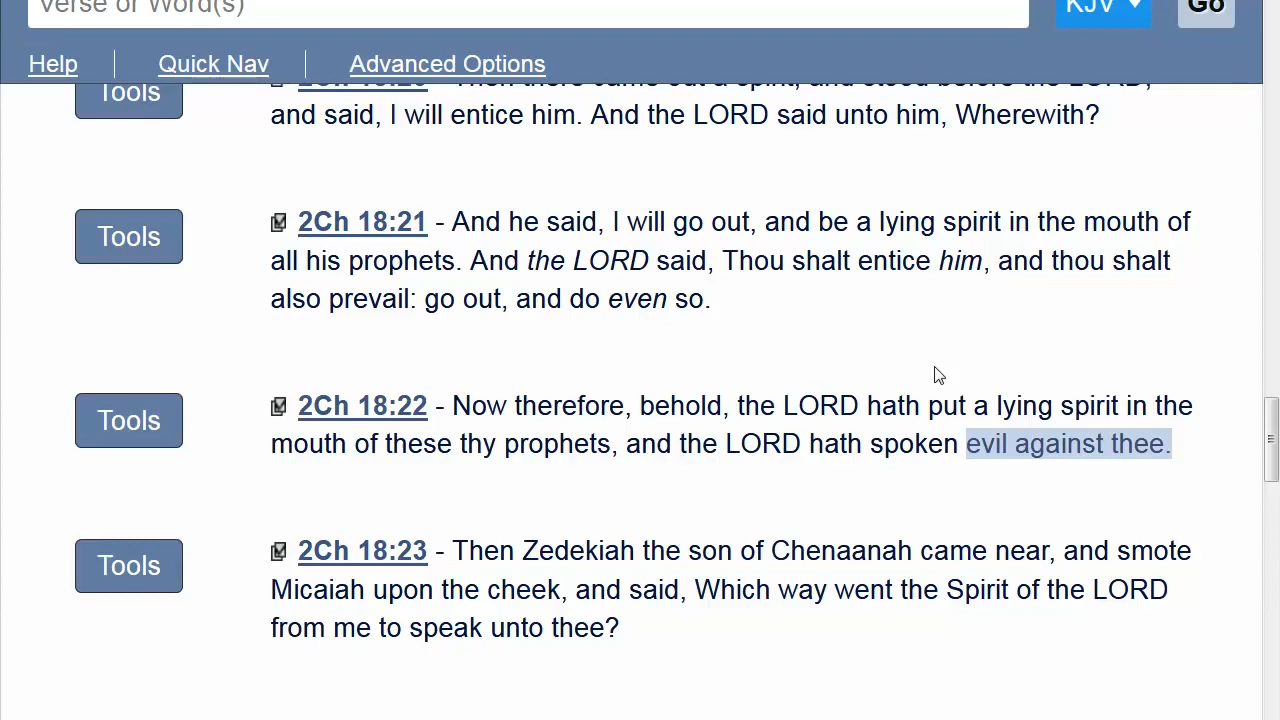 Verse or Word(s)
KJV
Go
Help
Quick Nav
Advanced Options
Tools
and said, I will entice him. And the LORD said unto him, Wherewith?
Tools
2Ch 18:21 - And he said, I will go out, and be a lying spirit in the mouth of
all his prophets. And the LORD said, Thou shalt entice him, and thou shalt
also prevail: go out, and do even so.
Tools
2Ch 18:22 - Now therefore, behold, the LORD hath put a lying spirit in the
mouth of these thy prophets, and the LORD hath spoken evil against thee.
Tools
2Ch 18:23 - Then Zedekiah the son of Chenaanah came near, and smote
Micaiah upon the cheek, and said, Which way went the Spirit of the LORD
from me to speak unto thee?